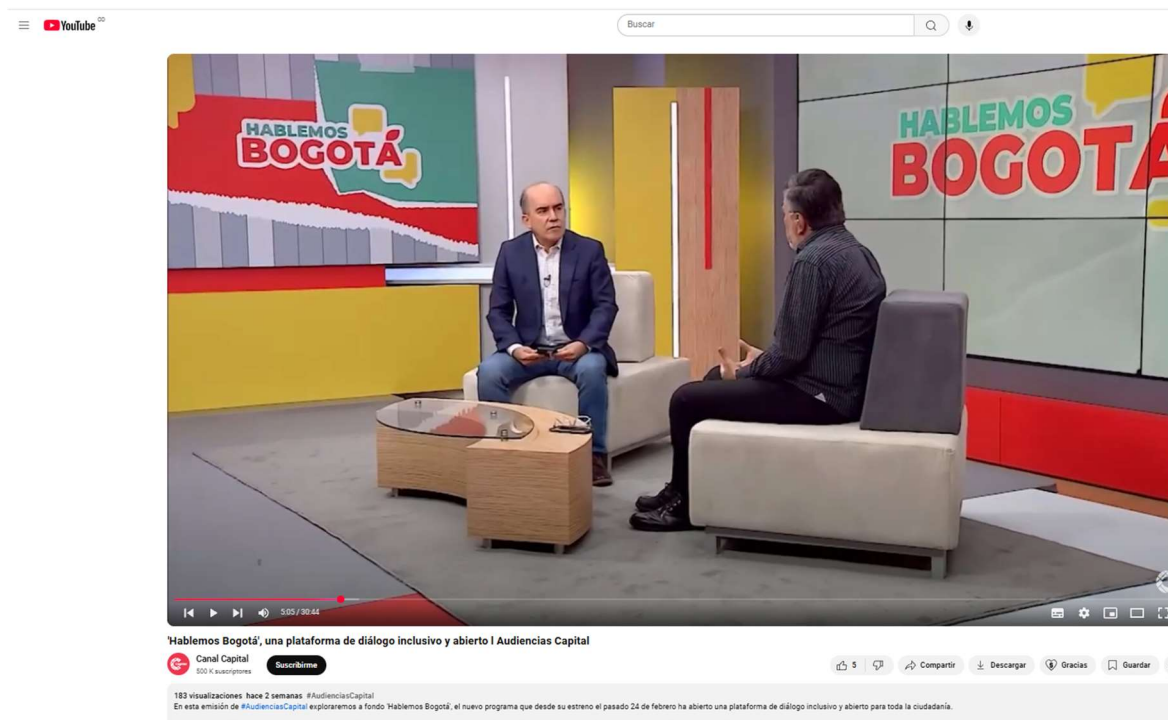 YouTube CO
Buscar
HABLEMOS
BOGOTÁ
HABLEMOS
BOGOTÁ
5:05 / 30:44
'Hablemos Bogotá', una plataforma de diálogo inclusivo y abierto l Audiencias Capital
Canal Capital
500 K suscriptores
Suscribirme
5
Compartir
Descargar
Gracias
Guardar
183 visualizaciones hace 2 semanas #AudienciasCapital
En esta emisión de #AudienciasCapital exploraremos a fondo 'Hablemos Bogotá', el nuevo programa que desde su estreno el pasado 24 de febrero ha abierto una plataforma de diálogo inclusivo y abierto para toda la ciudadanía.